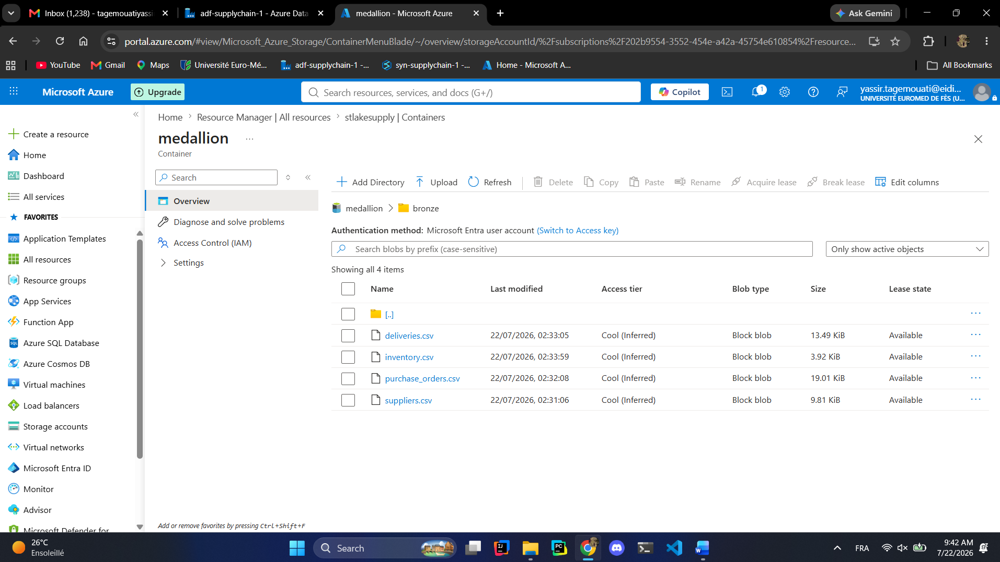 Inbox (1,238) - tagemouatiyassi
adf-supplychain-1 - Azure Data
medallion - Microsoft Azure
Ask Gemini
portal.azure.com/#view/Microsoft_Azure_Storage/ContainerMenuBlade/~/overview/storageAccountId/%2Fsubscriptions%2F202b9554-3552-454e-a42a-45754e610854%2Fresource...
YouTube
Gmail
Maps
Université Euro-Mé...
adf-supplychain-1 -...
syn-supplychain-1 -...
Home - Microsoft A...
All Bookmarks
Microsoft Azure
Upgrade
Search resources, services, and docs (G+/)
Copilot
1
yassir.tagemouati@eidi...
UNIVERSITÉ EUROMED DE FÈS (U...
Home > Resource Manager | All resources > stlakesupply | Containers
medallion ...
Container
Create a resource
Home
Dashboard
All services
FAVORITES
Application Templates
All resources
Resource groups
App Services
Function App
Azure SQL Database
Azure Cosmos DB
Virtual machines
Load balancers
Storage accounts
Virtual networks
Microsoft Entra ID
Monitor
Advisor
Microsoft Defender for
Search
Overview
Diagnose and solve problems
Access Control (IAM)
Settings
Add or remove favorites by pressing Ctrl+Shift+F
Add Directory
Upload
Refresh
Delete
Copy
Paste
Rename
Acquire lease
Break lease
Edit columns
medallion > bronze
Authentication method: Microsoft Entra user account (Switch to Access key)
Search blobs by prefix (case-sensitive)
Only show active objects
Showing all 4 items
Name Last modified Access tier Blob type Size Lease state
[..]
deliveries.csv 22/07/2026, 02:33:05 Cool (Inferred) Block blob 13.49 KiB Available
inventory.csv 22/07/2026, 02:33:59 Cool (Inferred) Block blob 3.92 KiB Available
purchase_orders.csv 22/07/2026, 02:32:08 Cool (Inferred) Block blob 19.01 KiB Available
suppliers.csv 22/07/2026, 02:31:06 Cool (Inferred) Block blob 9.81 KiB Available
26°C
Ensoleillé
Search
FRA
9:42 AM
7/22/2026